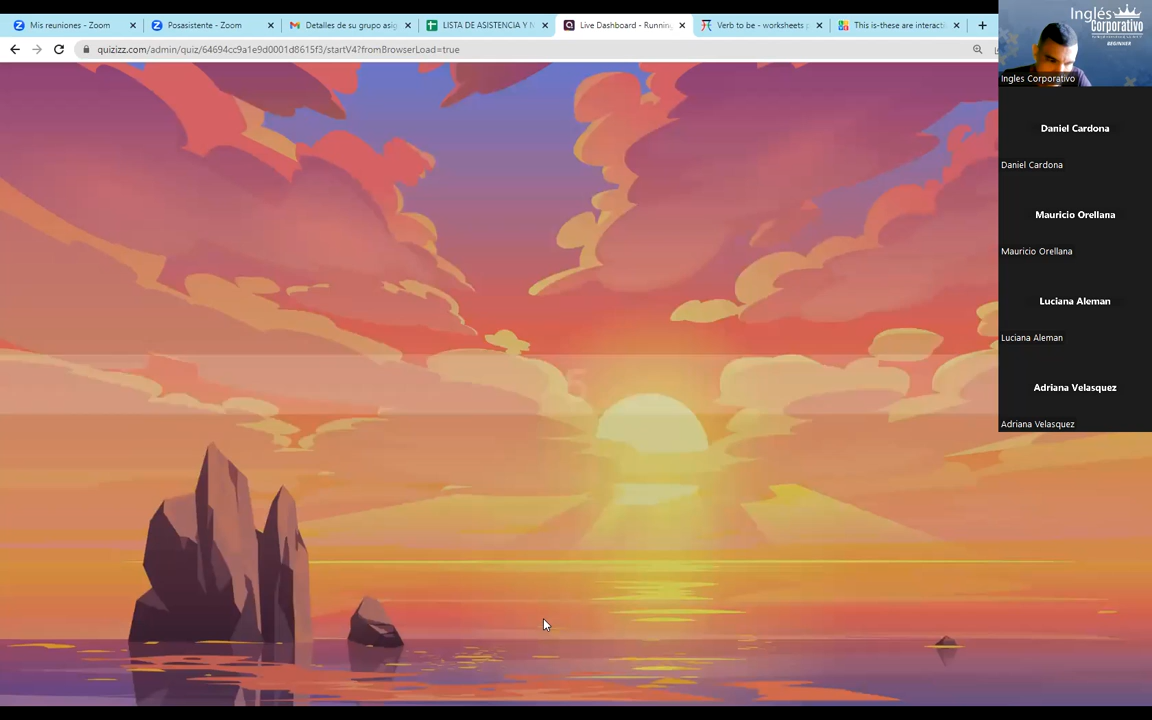 Mis reuniones - Zoom
Posasistente - Zoom
Detalles de su grupo asig
LISTA DE ASISTENCIA Y N
Live Dashboard - Running
Verb to be - worksheets
This is-these are interacti
quizizz.com/admin/quiz/64694cc9a1e9d0001d8615f3/startV4?fromBrowserLoad=true
Inglés
Corporativo
BEGINNER
Ingles Corporativo
Daniel Cardona
Daniel Cardona
Mauricio Orellana
Mauricio Orellana
Luciana Aleman
Luciana Aleman
Adriana Velasquez
Adriana Velasquez
5